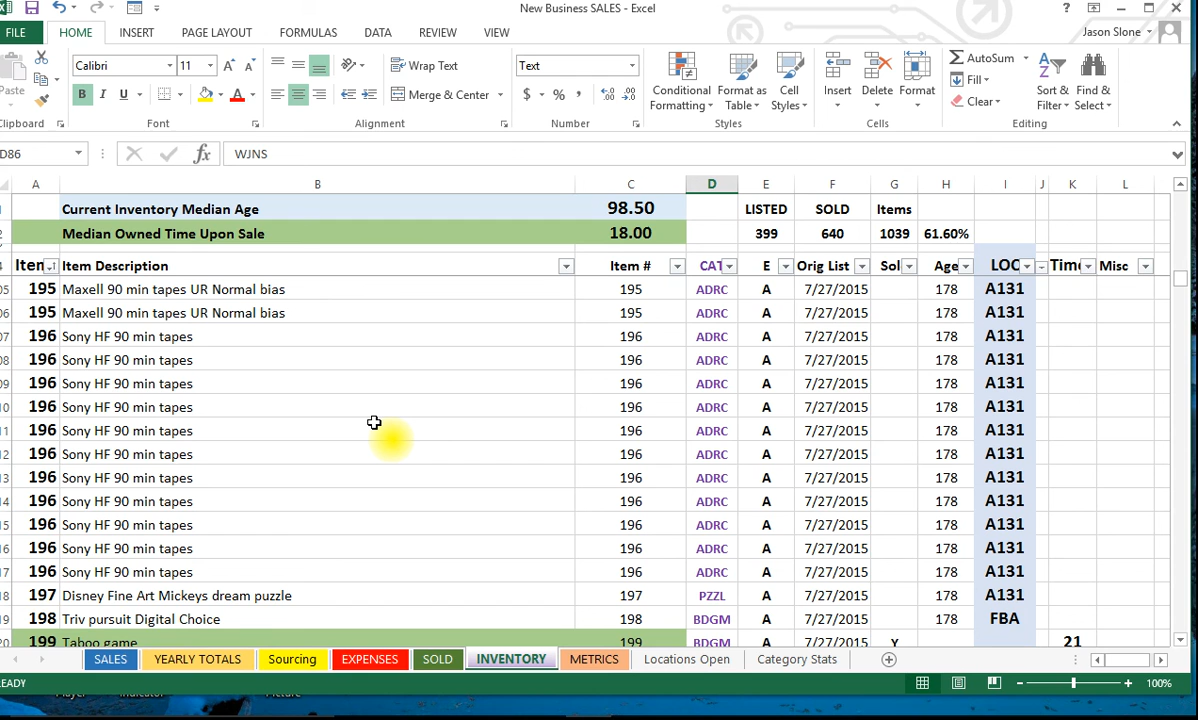 New Business SALES - Excel
FILE HOME INSERT PAGE LAYOUT FORMULAS DATA REVIEW VIEW Jason Slone
Calibri 11 Wrap Text Text AutoSum
Paste B I U Merge & Center $ % , Conditional Formatting Format as Table Cell Styles Insert Delete Format Fill Clear Sort & Filter Find & Select
Clipboard Font Alignment Number Styles Cells Editing
D86 fx WJNS
A B C D E F G H I J K L
Current Inventory Median Age 98.50 LISTED SOLD Items
Median Owned Time Upon Sale 18.00 399 640 1039 61.60%
Item Item Description Item # CAT E Orig List Sol Age LOC Time Misc
195 Maxell 90 min tapes UR Normal bias 195 ADRC A 7/27/2015 178 A131
195 Maxell 90 min tapes UR Normal bias 195 ADRC A 7/27/2015 178 A131
196 Sony HF 90 min tapes 196 ADRC A 7/27/2015 178 A131
196 Sony HF 90 min tapes 196 ADRC A 7/27/2015 178 A131
196 Sony HF 90 min tapes 196 ADRC A 7/27/2015 178 A131
196 Sony HF 90 min tapes 196 ADRC A 7/27/2015 178 A131
196 Sony HF 90 min tapes 196 ADRC A 7/27/2015 178 A131
196 Sony HF 90 min tapes 196 ADRC A 7/27/2015 178 A131
196 Sony HF 90 min tapes 196 ADRC A 7/27/2015 178 A131
196 Sony HF 90 min tapes 196 ADRC A 7/27/2015 178 A131
196 Sony HF 90 min tapes 196 ADRC A 7/27/2015 178 A131
196 Sony HF 90 min tapes 196 ADRC A 7/27/2015 178 A131
196 Sony HF 90 min tapes 196 ADRC A 7/27/2015 178 A131
197 Disney Fine Art Mickeys dream puzzle 197 PZZL A 7/27/2015 178 A131
198 Triv pursuit Digital Choice 198 BDGM A 7/27/2015 178 FBA
199 Taboo game 199 BDGM A 7/27/2015 Y 21
SALES YEARLY TOTALS Sourcing EXPENSES SOLD INVENTORY METRICS Locations Open Category Stats
READY 100%